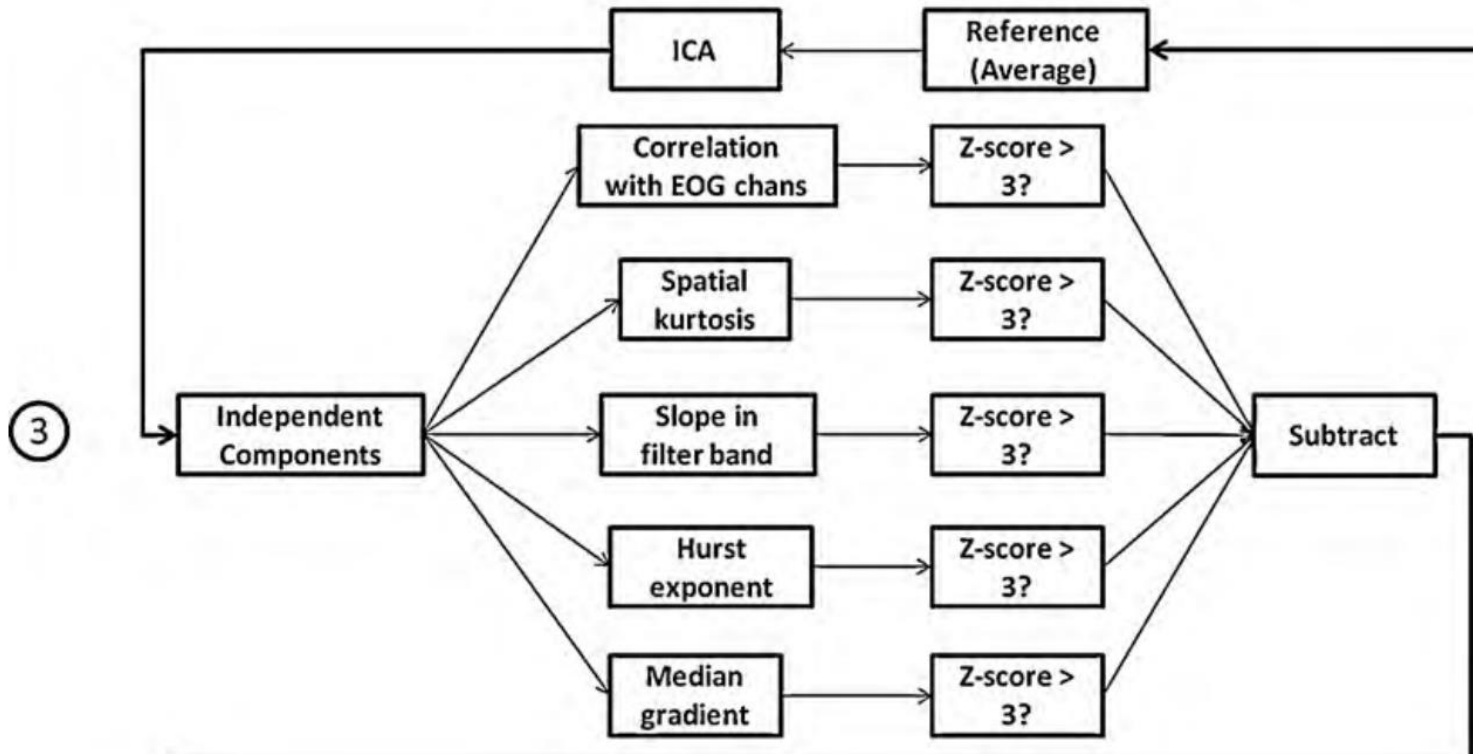 ICA
Reference
(Average)
Correlation
with EOG chans
Z-score >
3?
Spatial
kurtosis
Z-score >
3?
3
Independent
Components
Slope in
filter band
Z-score >
3?
Subtract
Hurst
exponent
Z-score >
3?
Median
gradient
Z-score >
3?